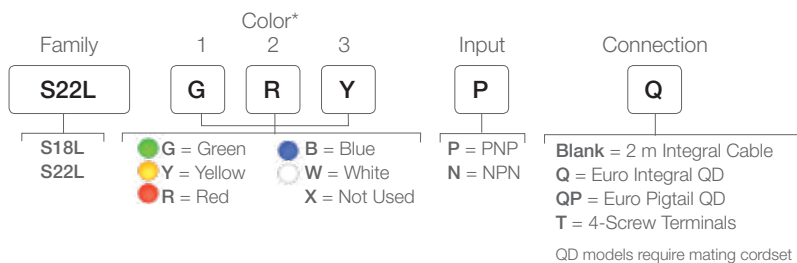 Color*
Family 1 2 3 Input Connection
S22L G R Y P Q
S18L
S22L
G = Green
Y = Yellow
R = Red
B = Blue
W = White
X = Not Used
P = PNP
N = NPN
Blank = 2 m Integral Cable
Q = Euro Integral QD
QP = Euro Pigtail QD
T = 4-Screw Terminals
QD models require mating cordset